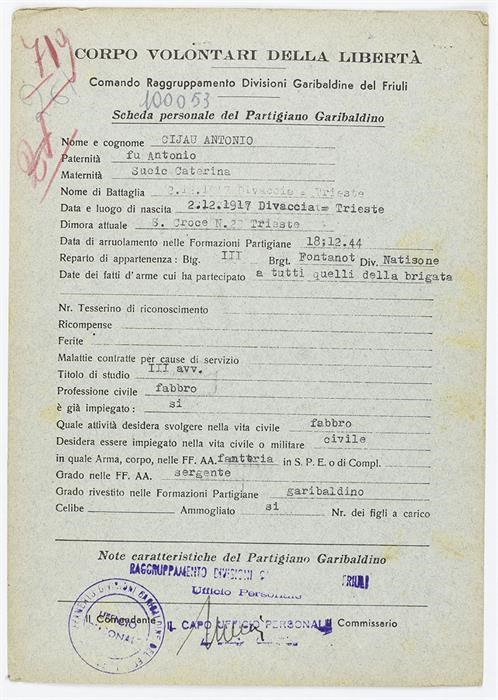 719
CORPO VOLONTARI DELLA LIBERTÀ
Comando Raggruppamento Divisioni Garibaldine del Friuli
100053
Scheda personale del Partigiano Garibaldino
Nome e cognome CIJAU ANTONIO
Paternità fu Antonio
Maternità Sucic Caterina
Nome di Battaglia 2.12.1917 Divaccia = Trieste
Data e luogo di nascita 2.12.1917 Divaccia= Trieste
Dimora attuale S. Croce N. Trieste
Data di arruolamento nelle Formazioni Partigiane 18.12.44
Reparto di appartenenza: Btg. III Brgt. Fontanot Div. Natisone
Date dei fatti d'arme cui ha partecipato a tutti quelli della brigata
Nr. Tesserino di riconoscimento
Ricompense
Ferite
Malattie contratte per cause di servizio
Titolo di studio III avv.
Professione civile fabbro
è già impiegato: si
Quale attività desidera svolgere nella vita civile fabbro
Desidera essere impiegato nella vita civile o militare civile
in quale Arma, corpo, nelle FF. AA. fanteria in S. P. E. o di Compl.
Grado nelle FF. AA. sergente
Grado rivestito nelle Formazioni Partigiane garibaldino
Celibe Ammogliato si Nr. dei figli a carico
Note caratteristiche del Partigiano Garibaldino
RAGGRUPPAMENTO DIVISIONI FRIULI
Ufficio Personale
UFFICIO
Il Comandante IL CAPO UFFICIO PERSONALE Commissario